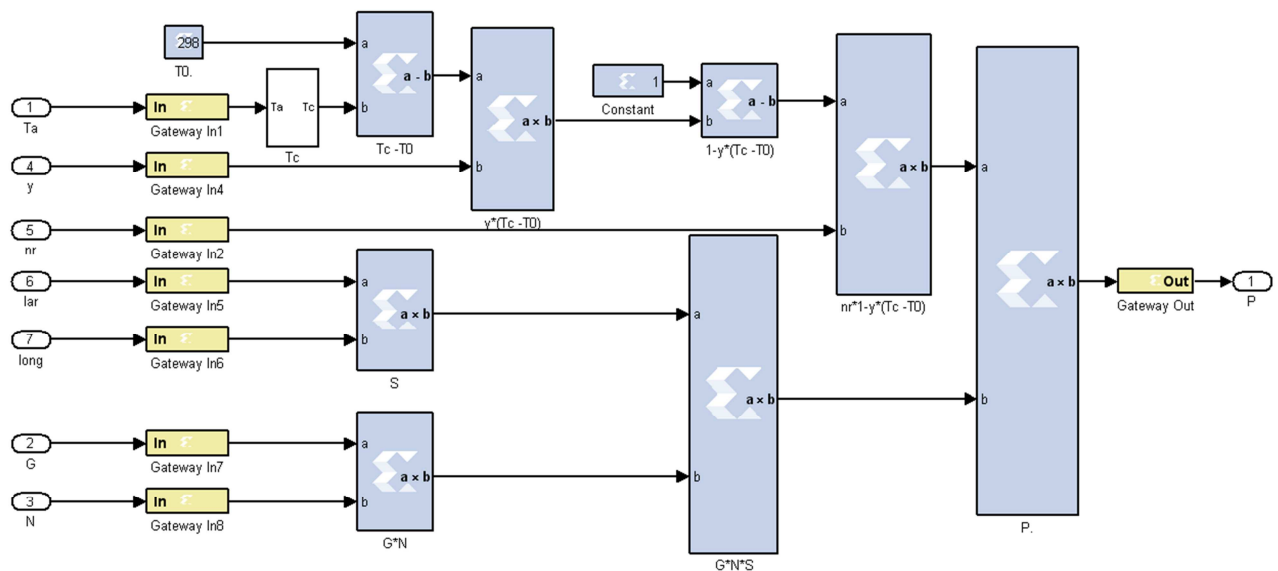 298
T0.
a
b
a - b
Tc -T0
1
Ta
In
Gateway In1
Ta
Tc
Tc
4
y
In
Gateway In4
a
b
a × b
y*(Tc -T0)
1
Constant
a
b
a - b
1-y*(Tc -T0)
5
nr
In
Gateway In2
a
b
a × b
nr*1-y*(Tc -T0)
6
lar
In
Gateway In5
7
long
In
Gateway In6
a
b
a × b
S
2
G
In
Gateway In7
3
N
In
Gateway In8
a
b
a × b
G*N
a
b
a × b
G*N*S
a
b
a × b
P.
Out
Gateway Out
1
P